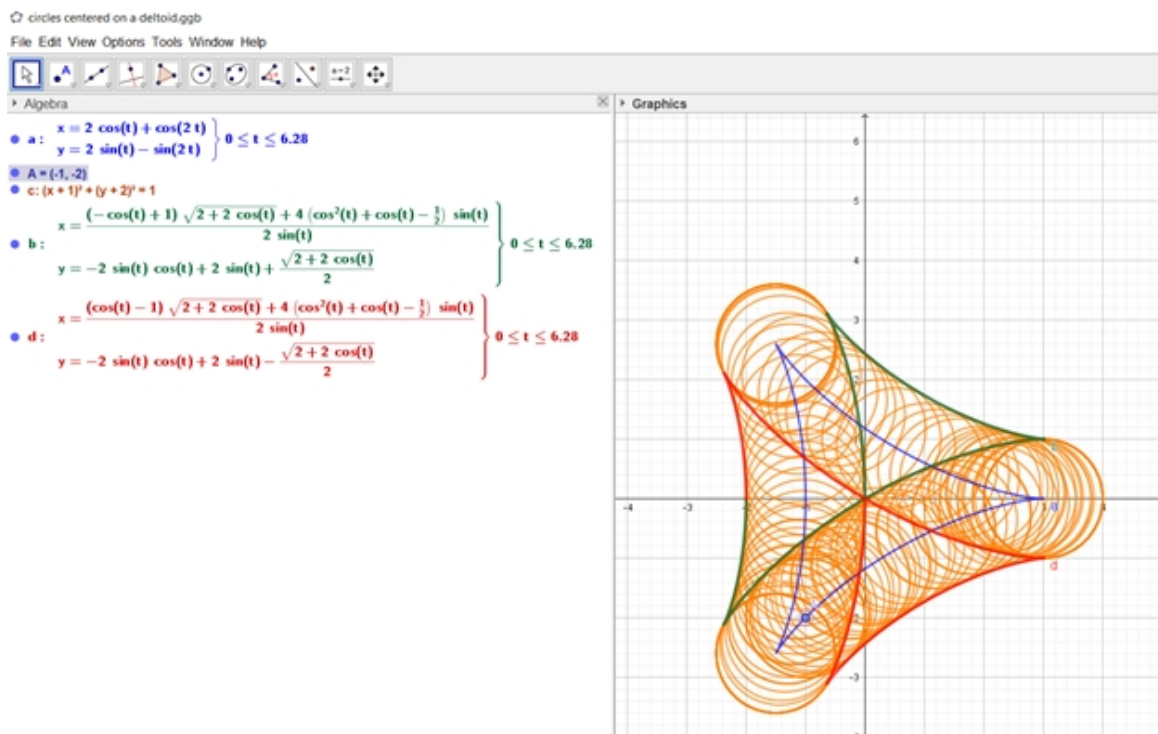 circles centered on a deltoid.ggb
File Edit View Options Tools Window Help
A
a=2
Algebra
Graphics
a: x = 2 cos(t) + cos(2 t)
y = 2 sin(t) − sin(2 t) } 0 ≤ t ≤ 6.28
A = (-1, -2)
c: (x + 1)² + (y + 2)² = 1
b: x = ((− cos(t) + 1) √(2 + 2 cos(t)) + 4 (cos²(t) + cos(t) − 1/2) sin(t)) / (2 sin(t))
y = −2 sin(t) cos(t) + 2 sin(t) + √(2 + 2 cos(t)) / 2 } 0 ≤ t ≤ 6.28
d: x = ((cos(t) − 1) √(2 + 2 cos(t)) + 4 (cos²(t) + cos(t) − 1/2) sin(t)) / (2 sin(t))
y = −2 sin(t) cos(t) + 2 sin(t) − √(2 + 2 cos(t)) / 2 } 0 ≤ t ≤ 6.28
6
5
4
3
-4 -3
d
-3